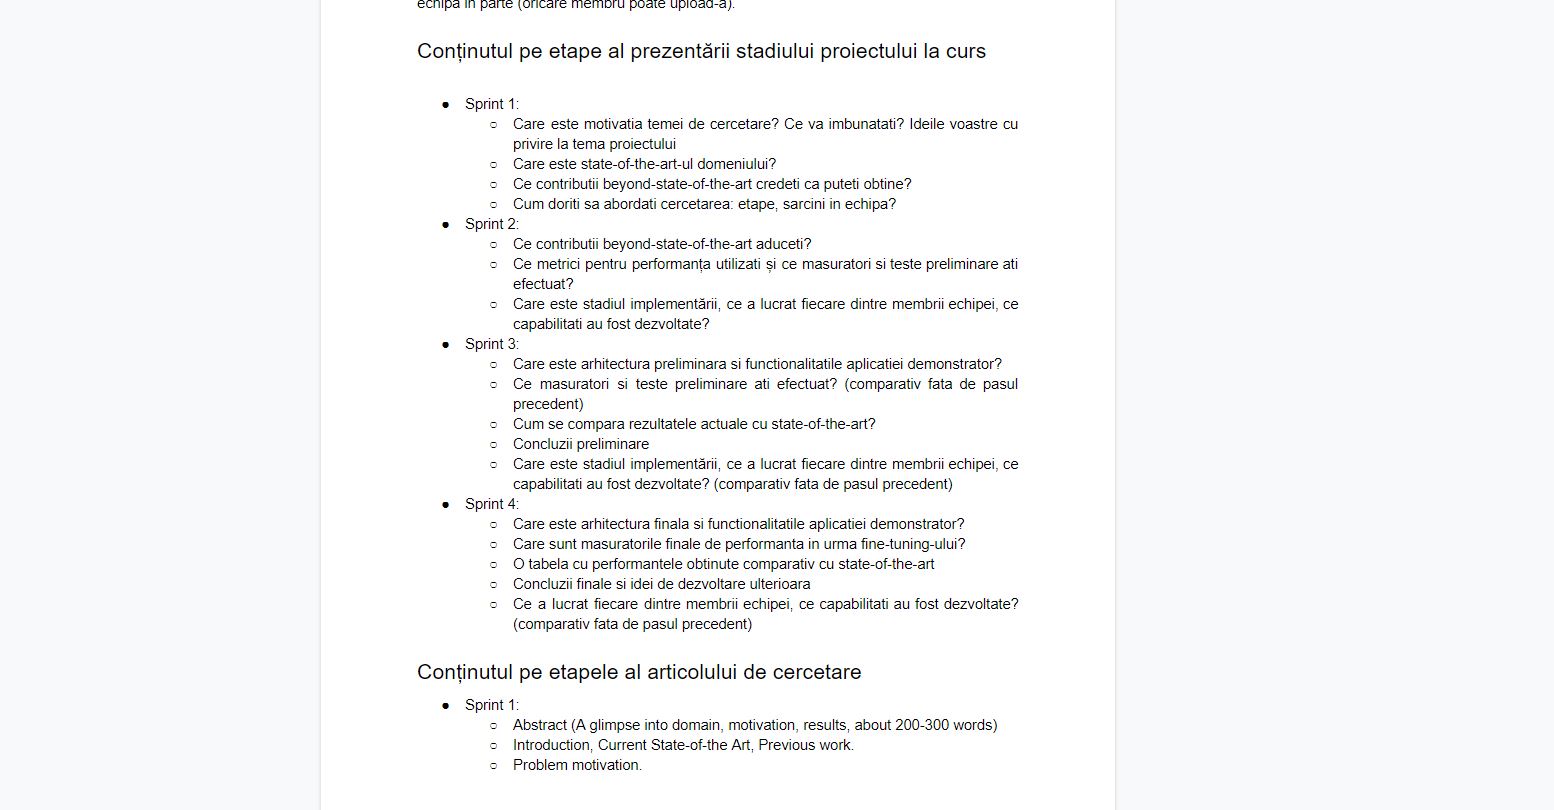 echipa in parte (oricare membru poate upload-a).
Conținutul pe etape al prezentării stadiului proiectului la curs
● Sprint 1:
○ Care este motivatia temei de cercetare? Ce va imbunatati? Ideile voastre cu
privire la tema proiectului
○ Care este state-of-the-art-ul domeniului?
○ Ce contributii beyond-state-of-the-art credeti ca puteti obtine?
○ Cum doriti sa abordati cercetarea: etape, sarcini in echipa?
● Sprint 2:
○ Ce contributii beyond-state-of-the-art aduceti?
○ Ce metrici pentru performanța utilizati și ce masuratori si teste preliminare ati
efectuat?
○ Care este stadiul implementării, ce a lucrat fiecare dintre membrii echipei, ce
capabilitati au fost dezvoltate?
● Sprint 3:
○ Care este arhitectura preliminara si functionalitatile aplicatiei demonstrator?
○ Ce masuratori si teste preliminare ati efectuat? (comparativ fata de pasul
precedent)
○ Cum se compara rezultatele actuale cu state-of-the-art?
○ Concluzii preliminare
○ Care este stadiul implementării, ce a lucrat fiecare dintre membrii echipei, ce
capabilitati au fost dezvoltate? (comparativ fata de pasul precedent)
● Sprint 4:
○ Care este arhitectura finala si functionalitatile aplicatiei demonstrator?
○ Care sunt masuratorile finale de performanta in urma fine-tuning-ului?
○ O tabela cu performantele obtinute comparativ cu state-of-the-art
○ Concluzii finale si idei de dezvoltare ulterioara
○ Ce a lucrat fiecare dintre membrii echipei, ce capabilitati au fost dezvoltate?
(comparativ fata de pasul precedent)
Conținutul pe etapele al articolului de cercetare
● Sprint 1:
○ Abstract (A glimpse into domain, motivation, results, about 200-300 words)
○ Introduction, Current State-of-the Art, Previous work.
○ Problem motivation.